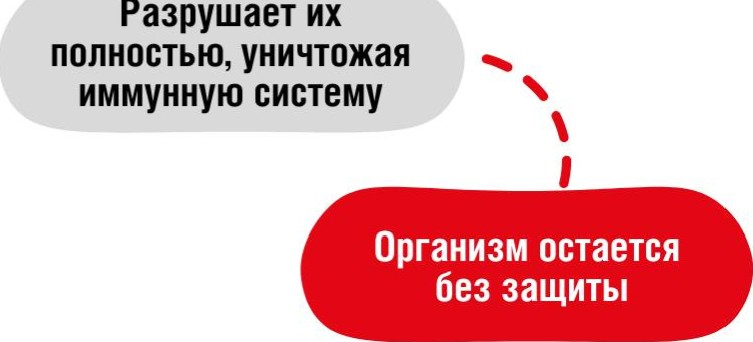 Разрушает их
полностью, уничтожая
иммунную систему
Организм остается
без защиты